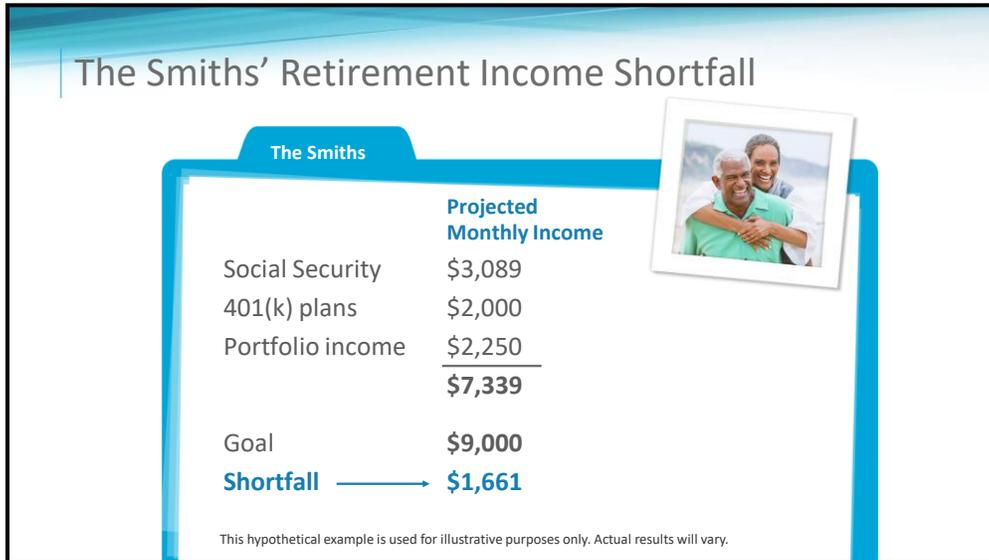 The Smiths’ Retirement Income Shortfall
The Smiths
Projected
Monthly Income
Social Security $3,089
401(k) plans $2,000
Portfolio income $2,250
$7,339
Goal $9,000
Shortfall $1,661
This hypothetical example is used for illustrative purposes only. Actual results will vary.